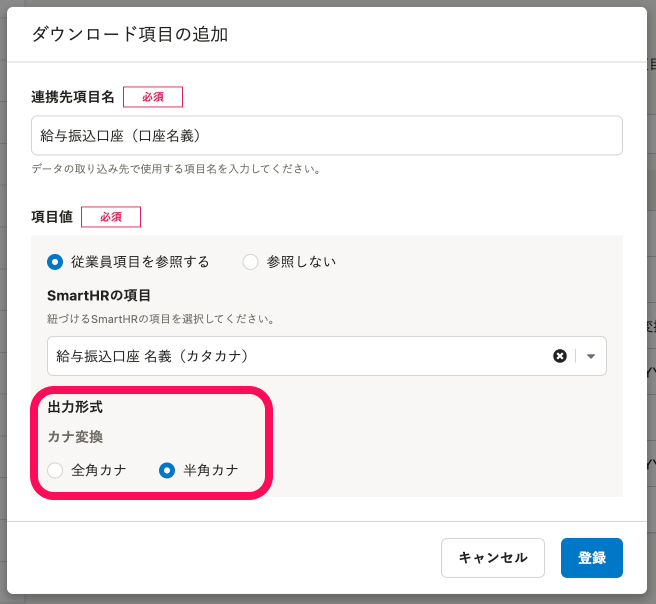 ダウンロード項目の追加
連携先項目名 必須
給与振込口座（口座名義）
データの取り込み先で使用する項目名を入力してください。
項目値 必須
従業員項目を参照する 参照しない
SmartHRの項目
紐づけるSmartHRの項目を選択してください。
給与振込口座 名義（カタカナ）
出力形式
カナ変換
全角カナ 半角カナ
キャンセル 登録